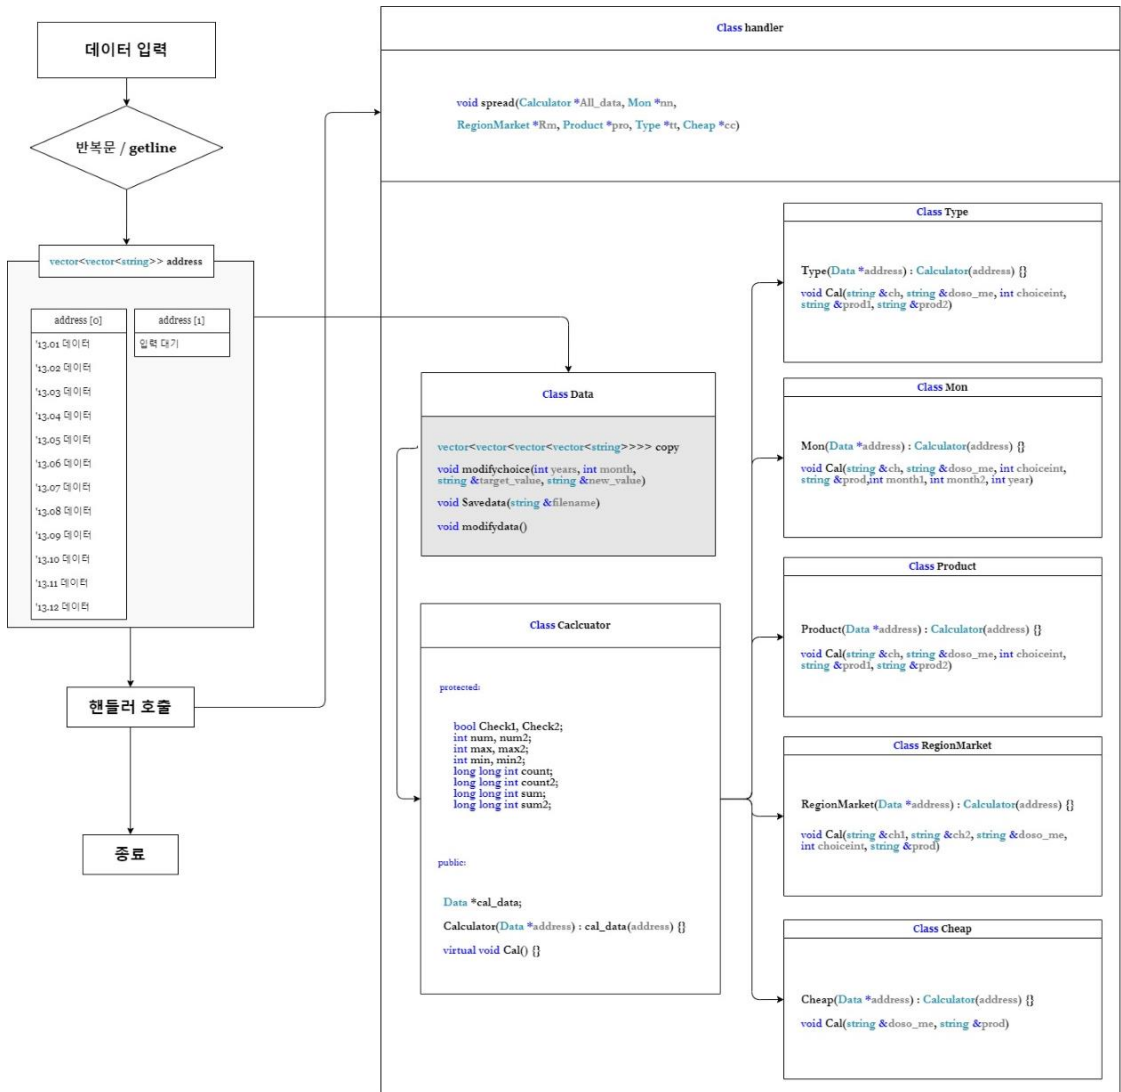 데이터 입력
반복문 / getline
vector<vector<string>> address
address [0]
'13.01 데이터
'13.02 데이터
'13.03 데이터
'13.04 데이터
'13.05 데이터
'13.06 데이터
'13.07 데이터
'13.08 데이터
'13.09 데이터
'13.10 데이터
'13.11 데이터
'13.12 데이터
address [1]
입력 대기
핸들러 호출
종료
Class handler
void spread(Calculator *All_data, Mon *nn,
RegionMarket *Rm, Product *pro, Type *tt, Cheap *cc)
Class Data
vector<vector<vector<vector<string>>>> copy
void modifychoice(int years, int month,
string &target_value, string &new_value)
void Savedata(string &filename)
void modifydata()
Class Caclcuator
protected:
bool Check1, Check2;
int num, num2;
int max, max2;
int min, min2;
long long int count;
long long int count2;
long long int sum;
long long int sum2;
public:
Data *cal_data;
Calculator(Data *address) : cal_data(address) {}
virtual void Cal() {}
Class Type
Type(Data *address) : Calculator(address) {}
void Cal(string &ch, string &doso_me, int choiceint,
string &prod1, string &prod2)
Class Mon
Mon(Data *address) : Calculator(address) {}
void Cal(string &ch, string &doso_me, int choiceint,
string &prod,int month1, int month2, int year)
Class Product
Product(Data *address) : Calculator(address) {}
void Cal(string &ch, string &doso_me, int choiceint,
string &prod1, string &prod2)
Class RegionMarket
RegionMarket(Data *address) : Calculator(address) {}
void Cal(string &ch1, string &ch2, string &doso_me,
int choiceint, string &prod)
Class Cheap
Cheap(Data *address) : Calculator(address) {}
void Cal(string &doso_me, string &prod)